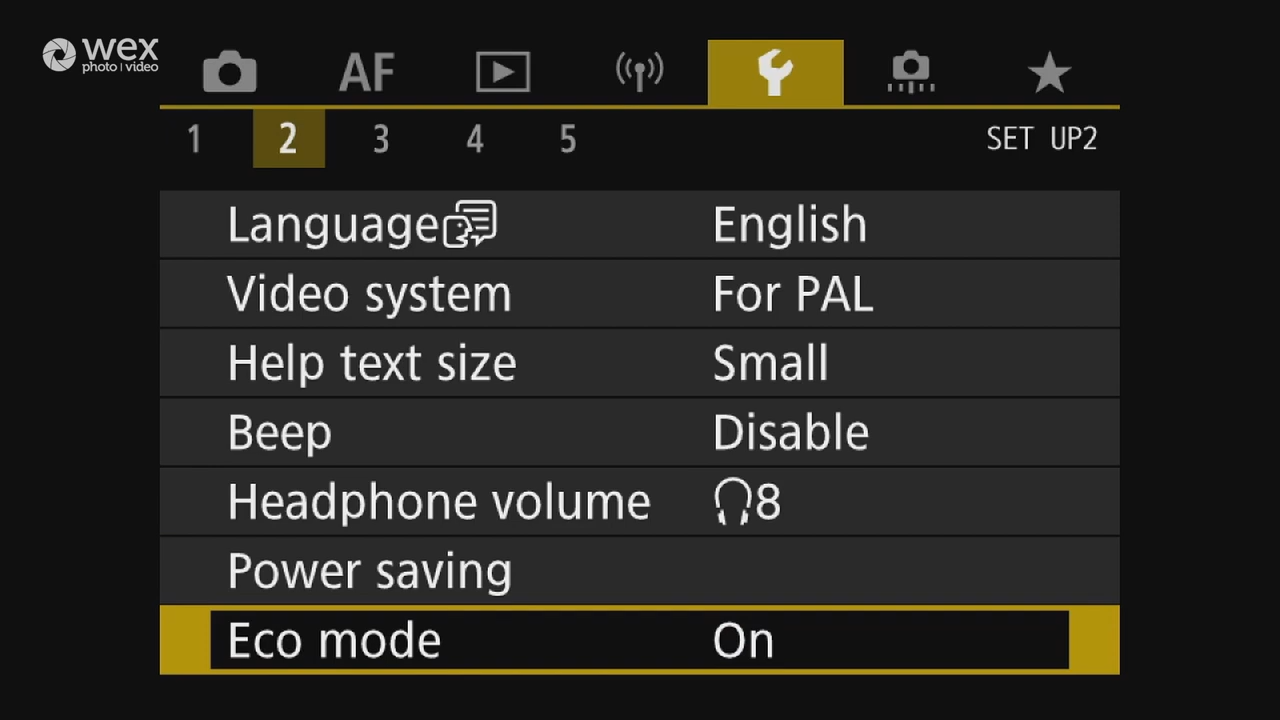 wex
photo | video
AF
1 2 3 4 5 SET UP2
Language English
Video system For PAL
Help text size Small
Beep Disable
Headphone volume 8
Power saving
Eco mode On